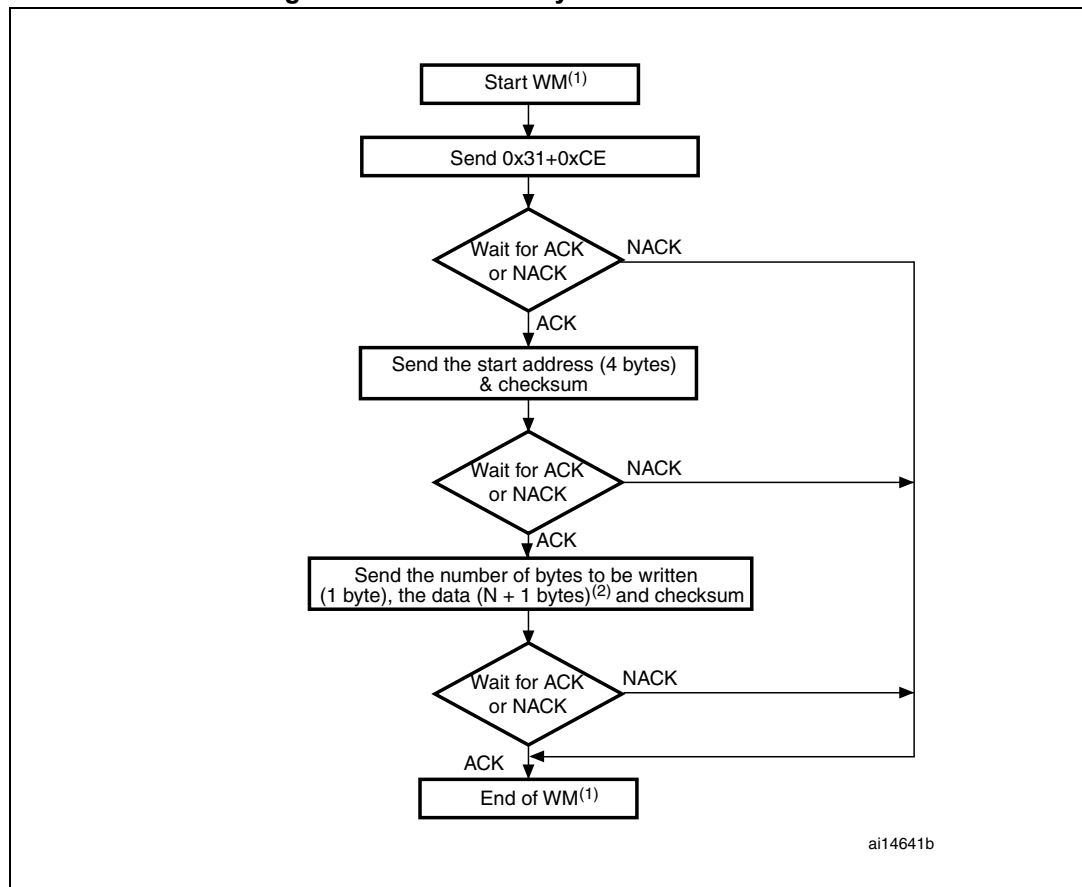 Start WM(1)
Send 0x31+0xCE
Wait for ACK
or NACK
NACK
ACK
Send the start address (4 bytes)
& checksum
Wait for ACK
or NACK
NACK
ACK
Send the number of bytes to be written
(1 byte), the data (N + 1 bytes)(2) and checksum
Wait for ACK
or NACK
NACK
ACK
End of WM(1)
ai14641b